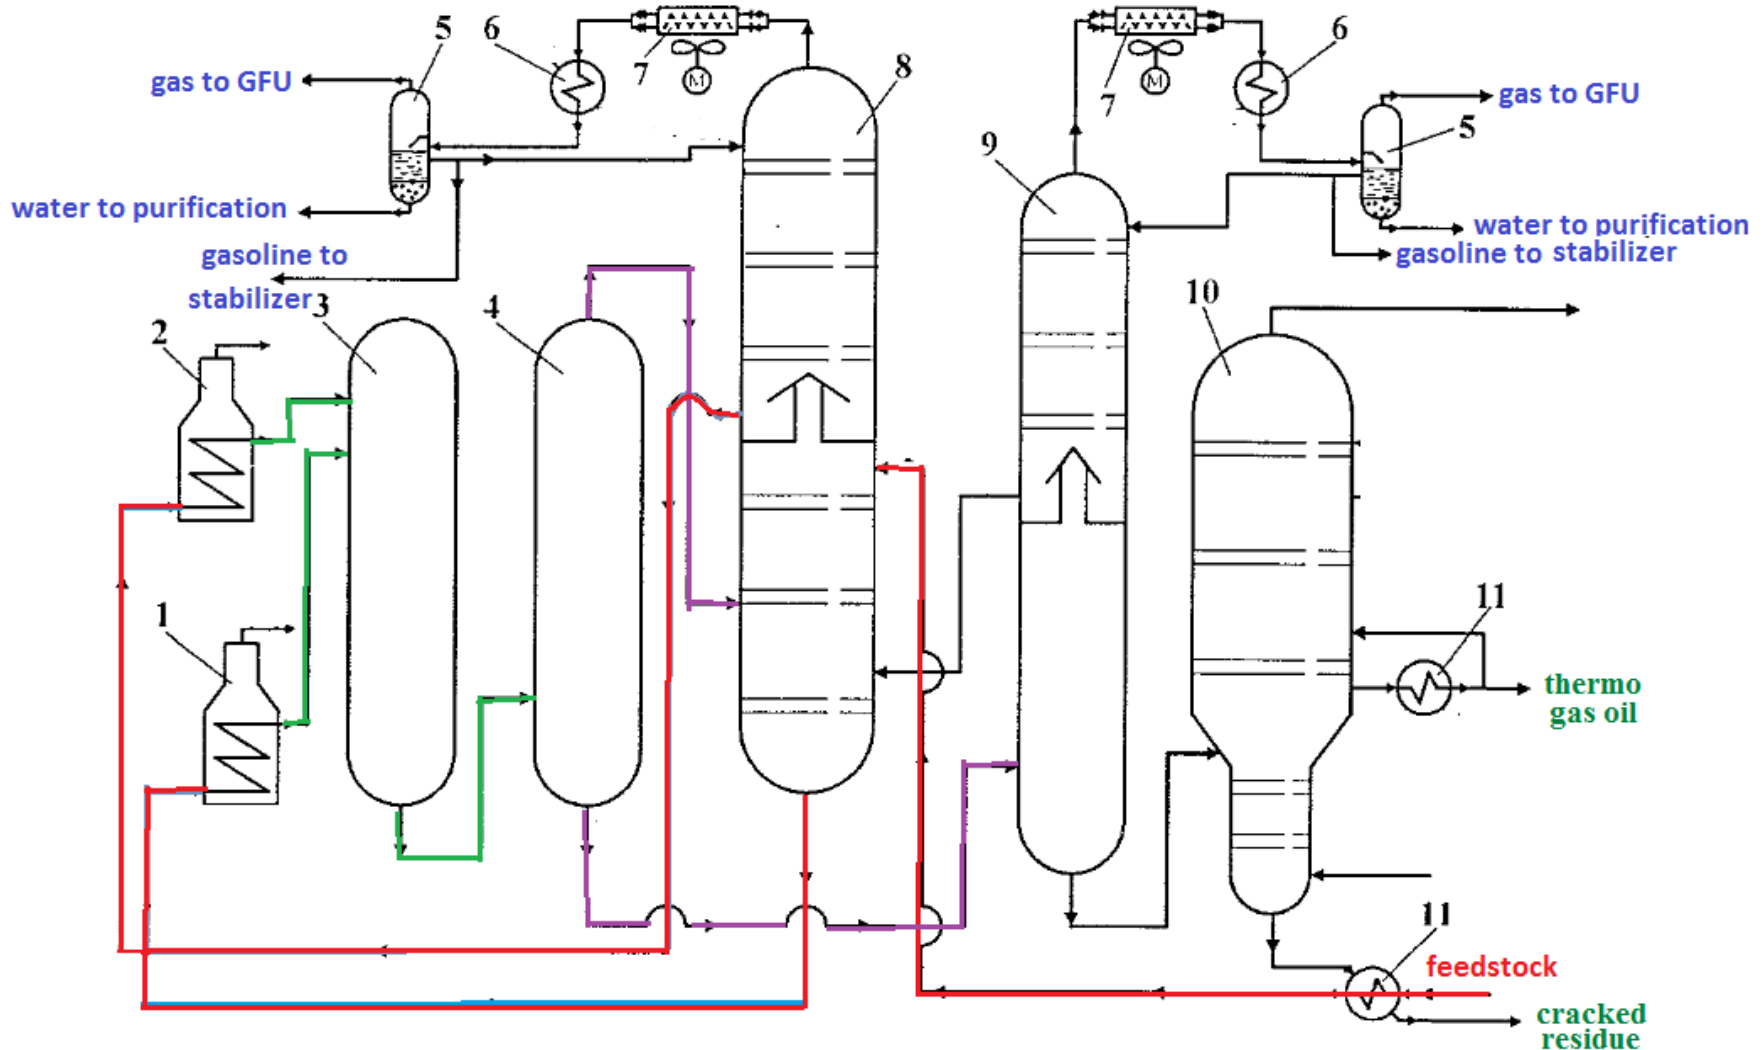 5
6
7
M
8
7
M
6
gas to GFU
gas to GFU
5
9
water to purification
water to purification
gasoline to
stabilizer
gasoline to stabilizer
2
3
4
10
1
11
thermo
gas oil
11
feedstock
cracked
residue